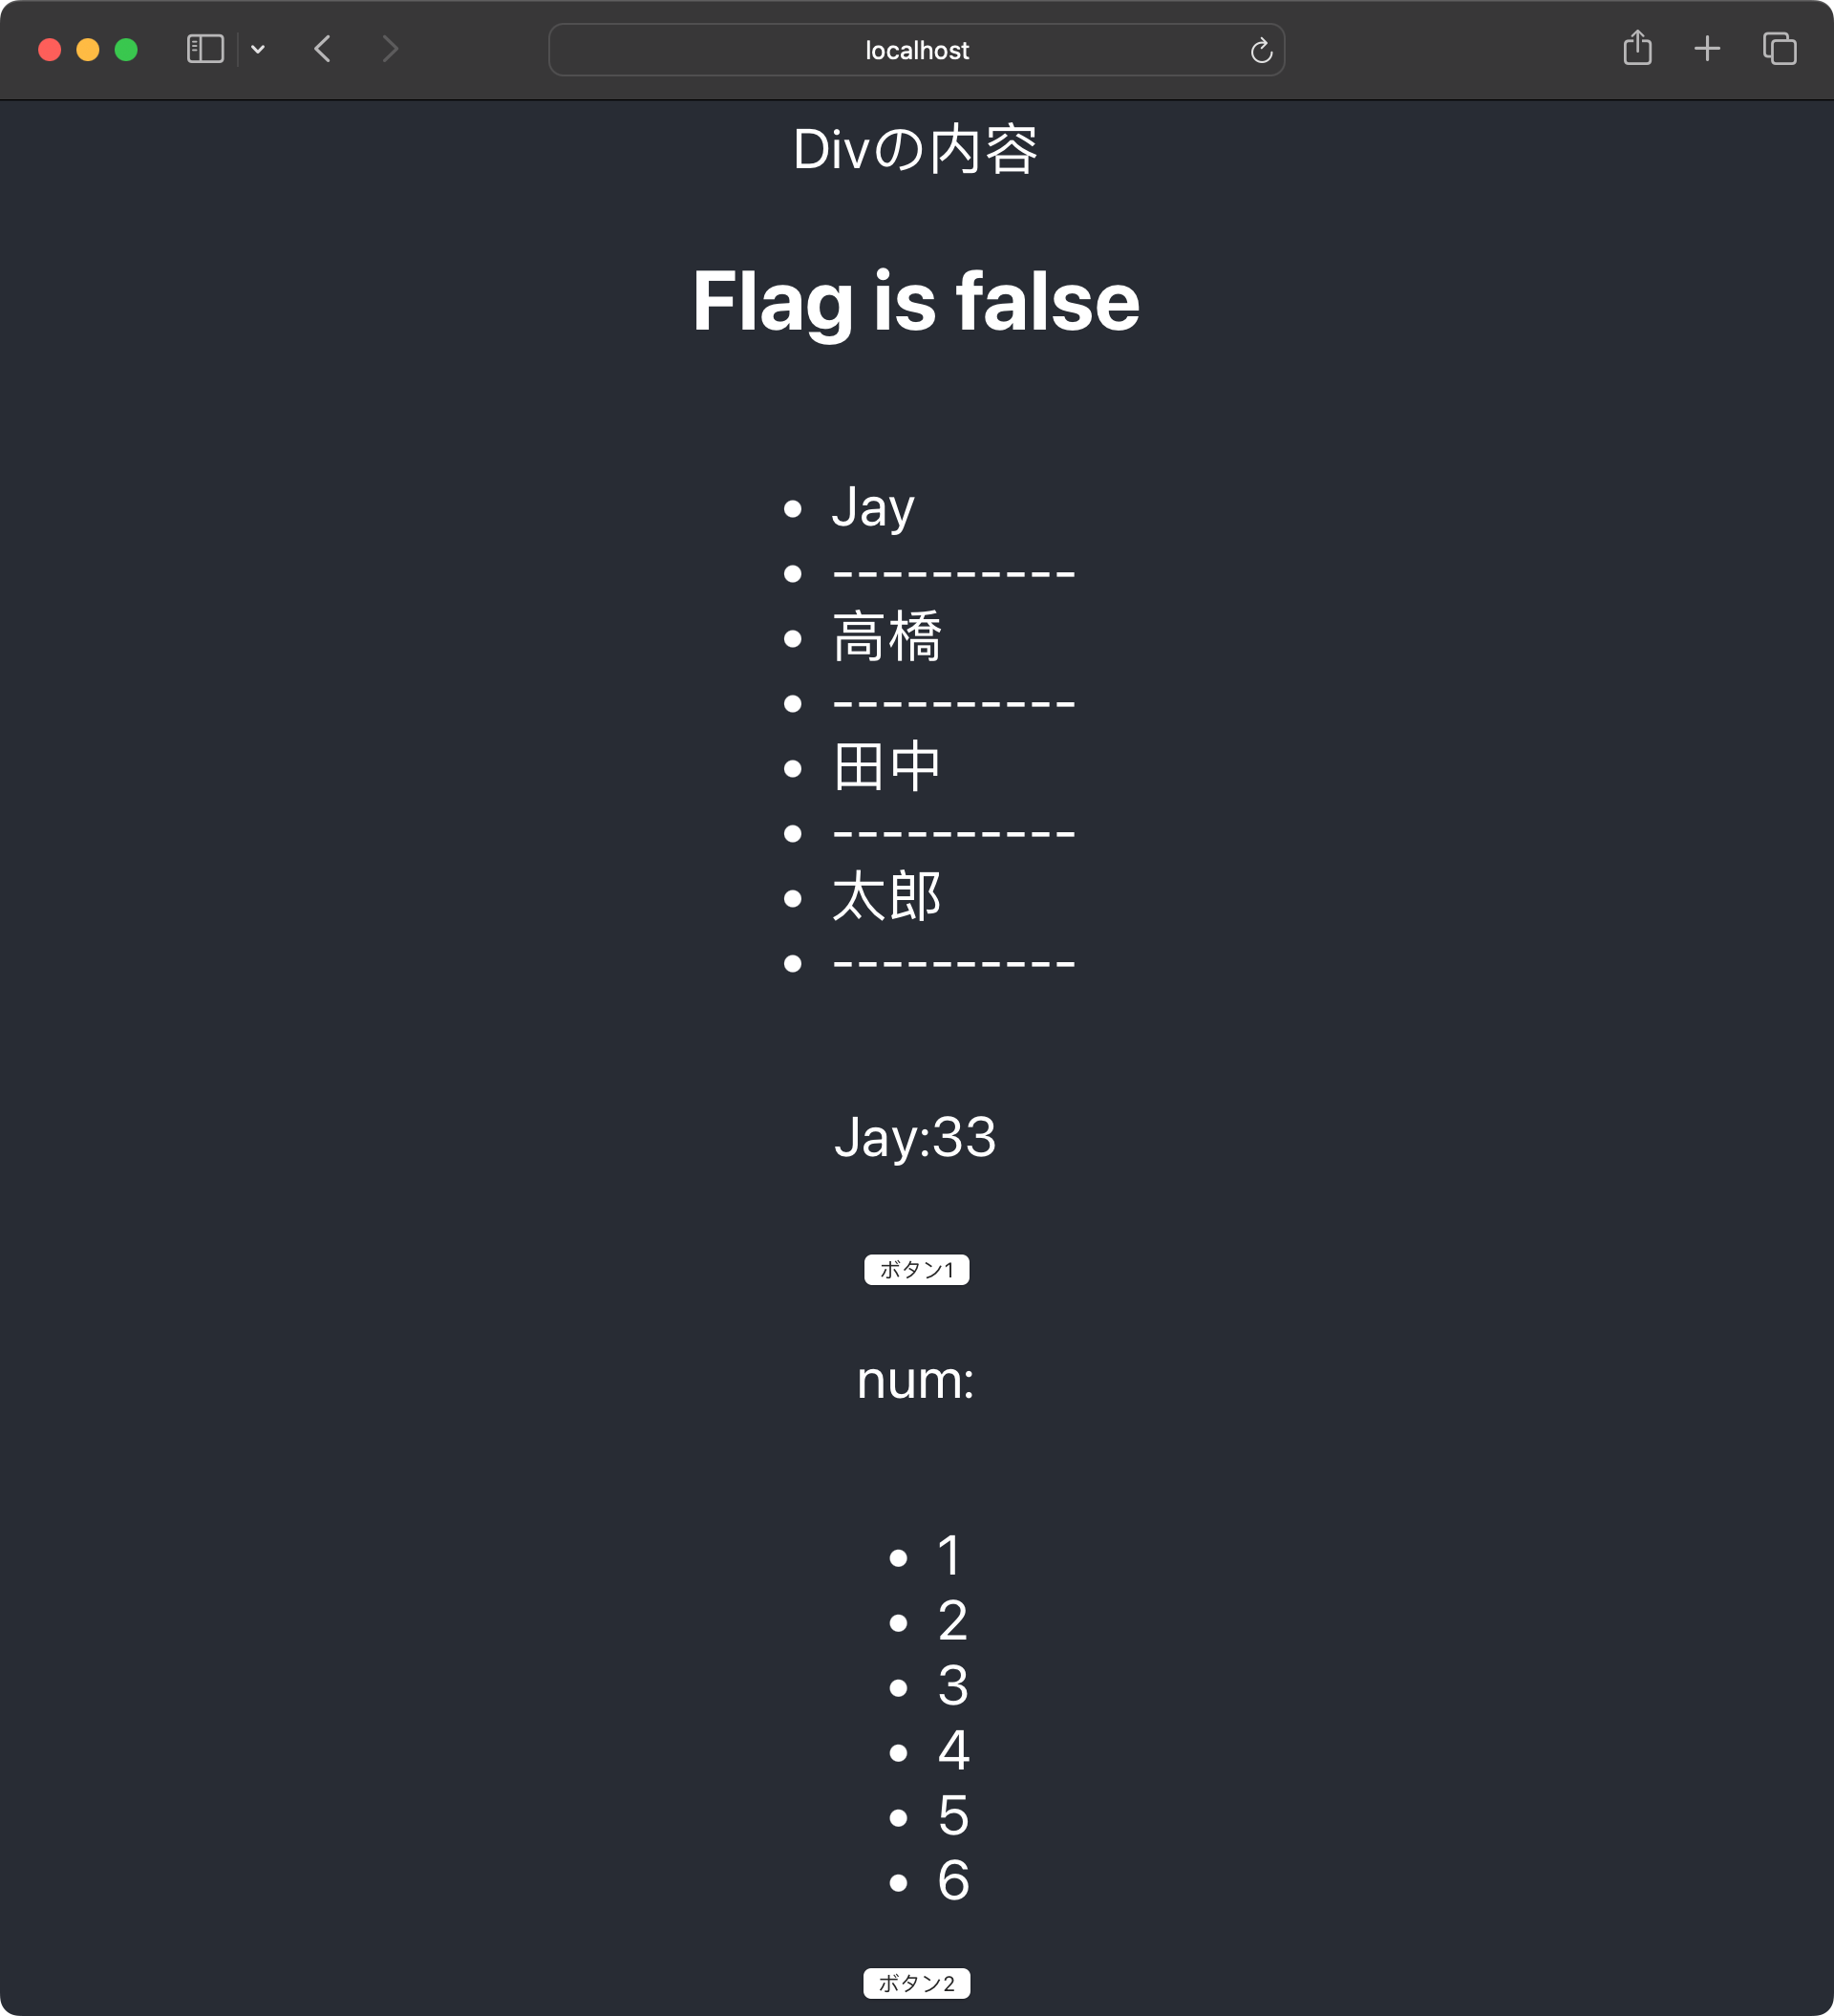 localhost
Divの内容
Flag is false
• Jay
• ----------
• 高橋
• ----------
• 田中
• ----------
• 太郎
• ----------
Jay:33
ボタン1
num:
• 1
• 2
• 3
• 4
• 5
• 6
ボタン2